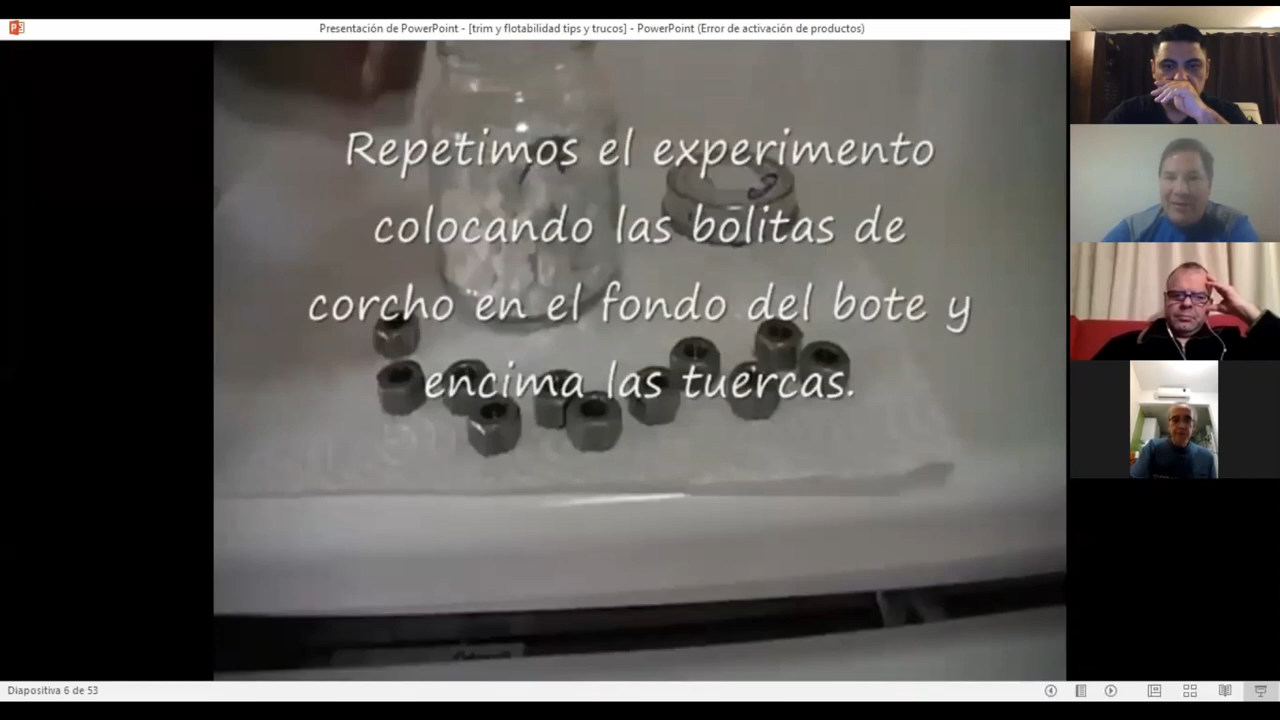 Presentación de PowerPoint - [trim y flotabilidad tips y trucos] - PowerPoint (Error de activación de productos)
Repetimos el experimento
colocando las bolitas de
corcho en el fondo del bote y
encima las tuercas.
Diapositiva 6 de 53